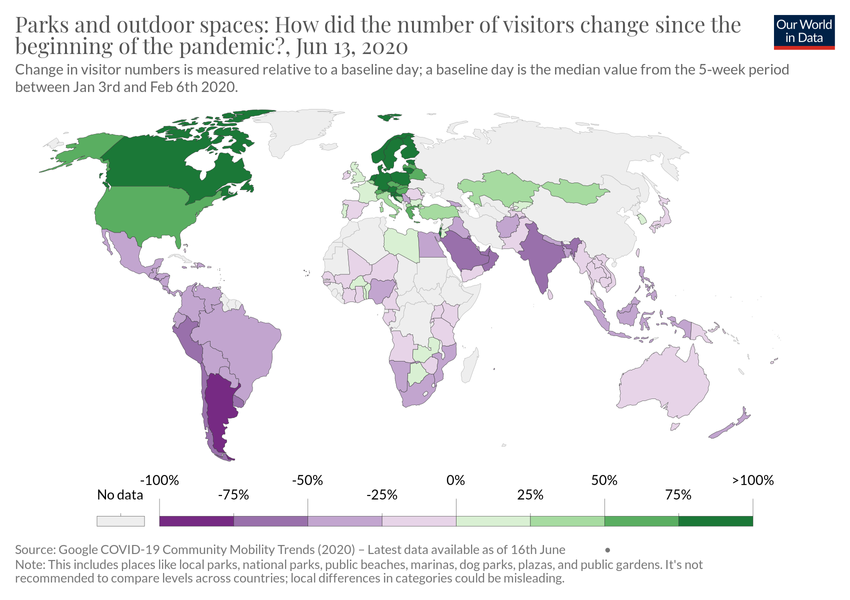 Parks and outdoor spaces: How did the number of visitors change since the
beginning of the pandemic?, Jun 13, 2020
Our World
in Data
Change in visitor numbers is measured relative to a baseline day; a baseline day is the median value from the 5-week period
between Jan 3rd and Feb 6th 2020.
-100% -50% 0% 50% >100%
No data -75% -25% 25% 75%
Source: Google COVID-19 Community Mobility Trends (2020) – Latest data available as of 16th June •
Note: This includes places like local parks, national parks, public beaches, marinas, dog parks, plazas, and public gardens. It's not
recommended to compare levels across countries; local differences in categories could be misleading.